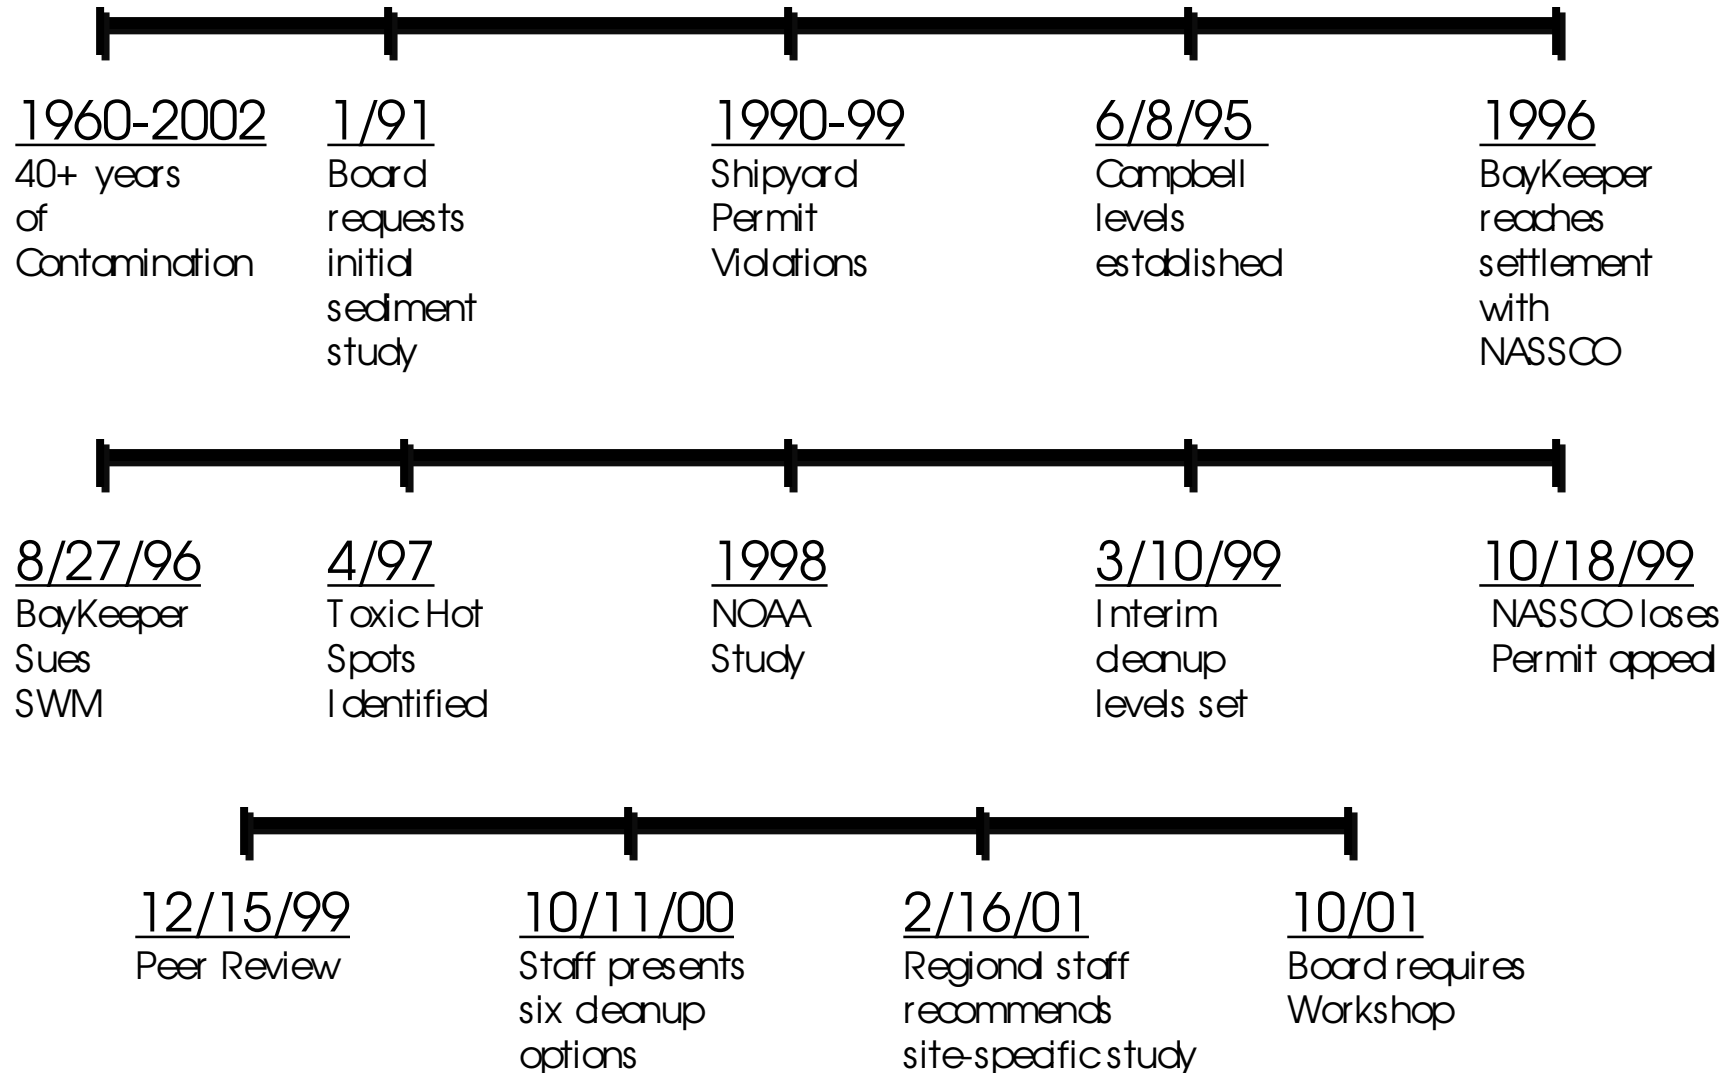 1960-2002
40+ years
of
Contamination
1/91
Board
requests
initial
sediment
study
1990-99
Shipyard
Permit
Violations
6/8/95
Campbell
levels
established
1996
BayKeeper
reaches
settlement
with
NASSCO
8/27/96
BayKeeper
Sues
SWM
4/97
Toxic Hot
Spots
Identified
1998
NOAA
Study
3/10/99
Interim
cleanup
levels set
10/18/99
NASSCO loses
Permit appeal
12/15/99
Peer Review
10/11/00
Staff presents
six cleanup
options
2/16/01
Regional staff
recommends
site-specific study
10/01
Board requires
Workshop